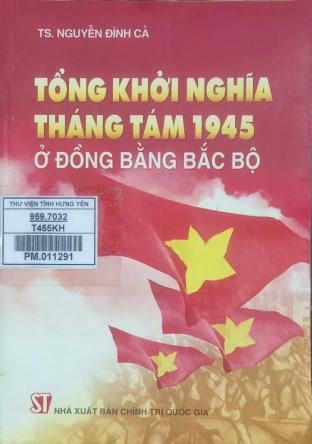 TS. NGUYỄN ĐÌNH CẢ
TỔNG KHỞI NGHĨA
THÁNG TÁM 1945
Ở ĐỒNG BẰNG BẮC BỘ
THƯ VIỆN TỈNH HƯNG YÊN
959.7032
T455KH
PM.011291
ST
NHÀ XUẤT BẢN CHÍNH TRỊ QUỐC GIA